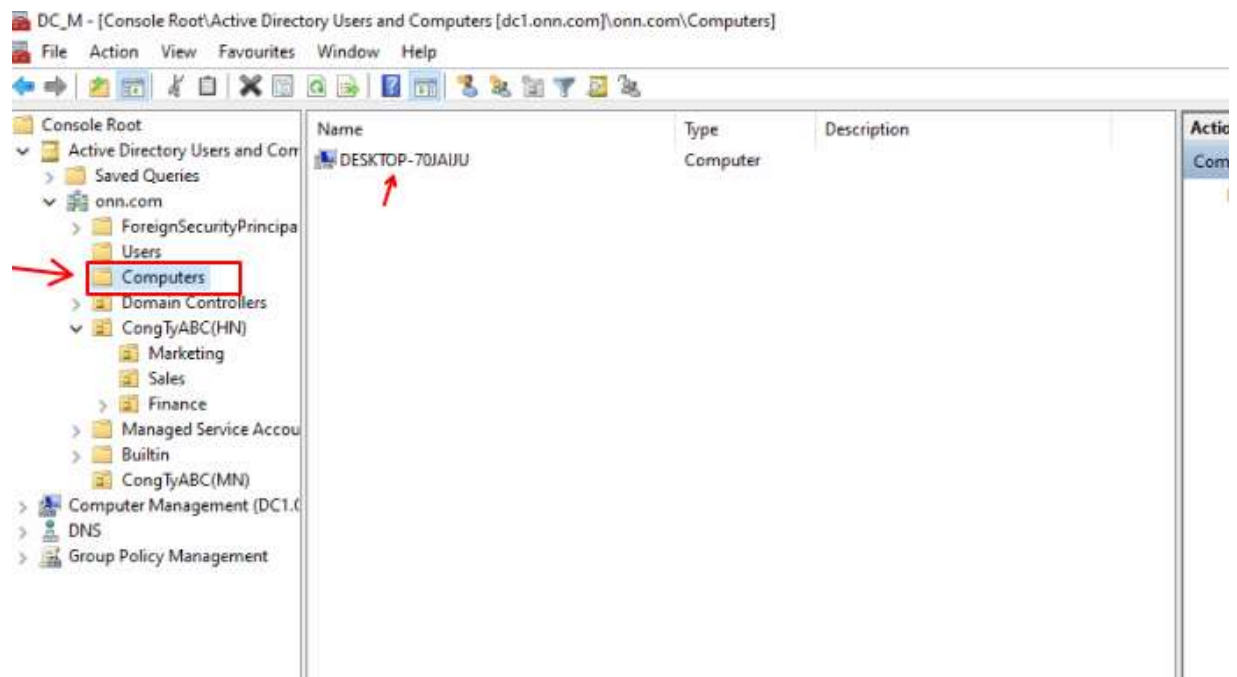 DC_M - [Console Root\Active Directory Users and Computers [dc1.onn.com]\onn.com\Computers]
File Action View Favourites Window Help
Console Root
Active Directory Users and Com
Saved Queries
onn.com
ForeignSecurityPrincipa
Users
Computers
Domain Controllers
CongTyABC(HN)
Marketing
Sales
Finance
Managed Service Accou
Builtin
CongTyABC(MN)
Computer Management (DC1.
DNS
Group Policy Management
Name Type Description
Computer
Actio
Com